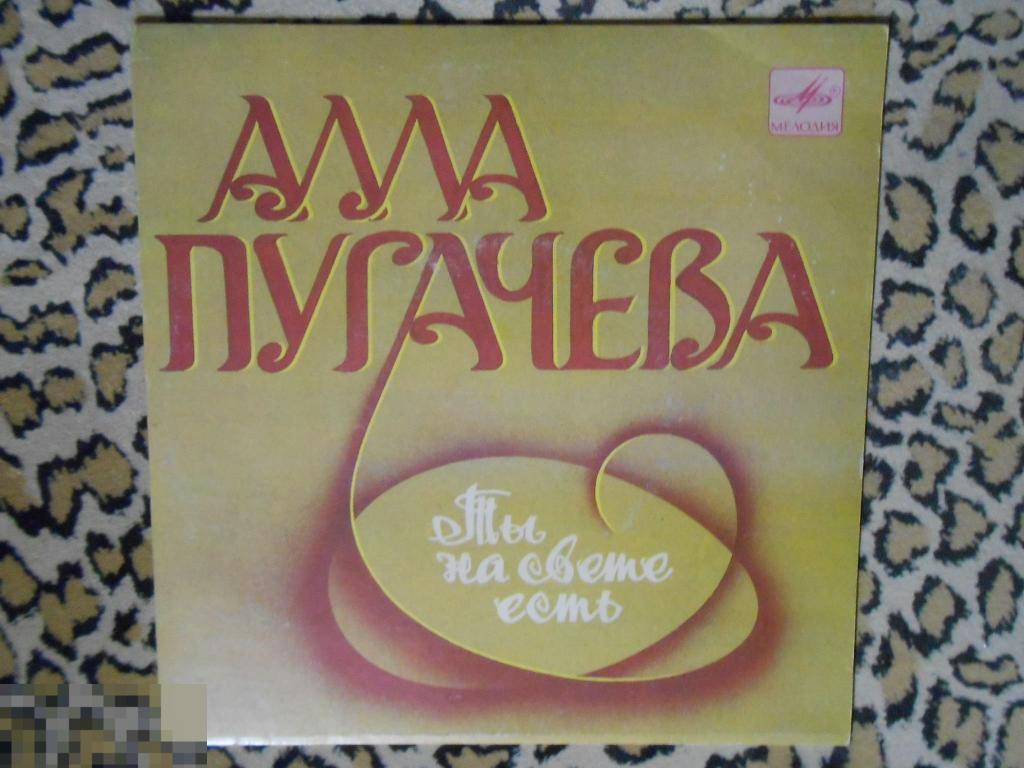 МЕЛОДИЯ
АЛЛА
ПУГАЧЕВА
Ты
на свете
есть